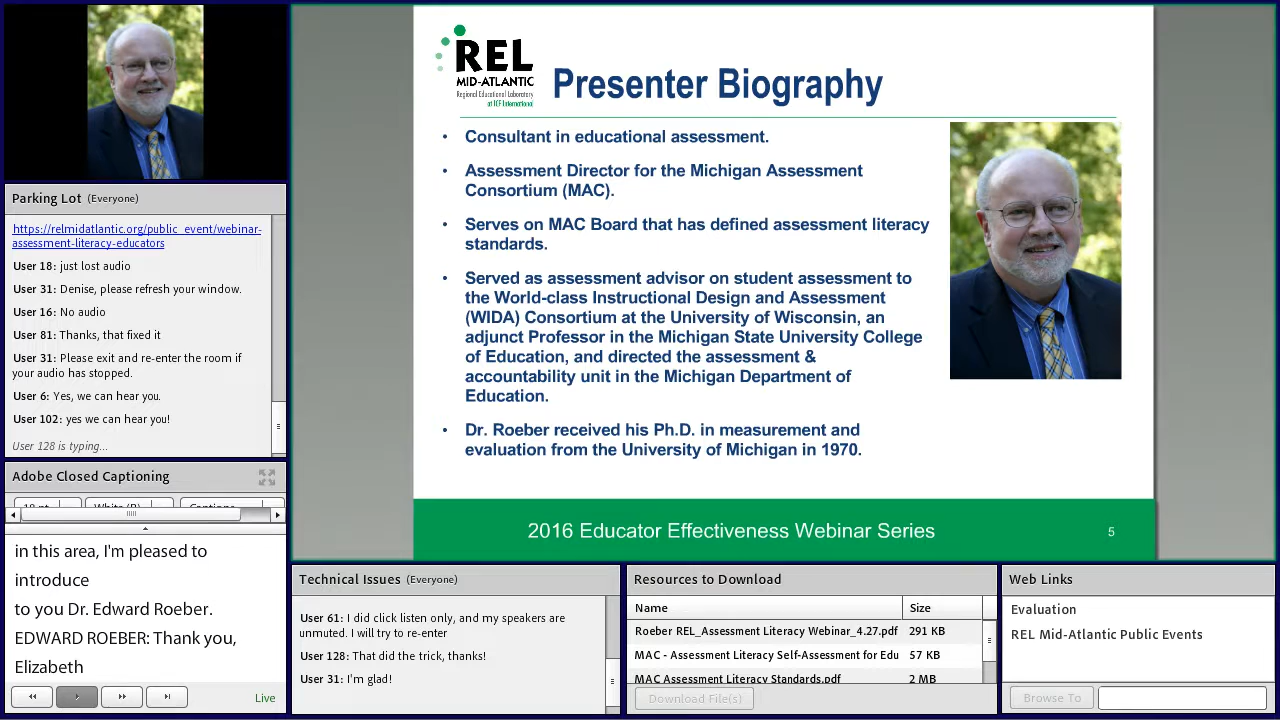 Parking Lot (Everyone)
https://relmidatlantic.org/public_event/webinar-
assessment-literacy-educators
User 18: just lost audio
User 31: Denise, please refresh your window.
User 16: No audio
User 81: Thanks, that fixed it
User 31: Please exit and re-enter the room if
your audio has stopped.
User 6: Yes, we can hear you.
User 102: yes we can hear you!
User 128 is typing...
Adobe Closed Captioning
18 pt
White (B)
Captions
in this area, I'm pleased to
introduce
to you Dr. Edward Roeber.
EDWARD ROEBER: Thank you,
Elizabeth
Live
REL
MID-ATLANTIC
Regional Educational Laboratory
at ICF International
Presenter Biography
• Consultant in educational assessment.
• Assessment Director for the Michigan Assessment
Consortium (MAC).
• Serves on MAC Board that has defined assessment literacy
standards.
• Served as assessment advisor on student assessment to
the World-class Instructional Design and Assessment
(WIDA) Consortium at the University of Wisconsin, an
adjunct Professor in the Michigan State University College
of Education, and directed the assessment &
accountability unit in the Michigan Department of
Education.
• Dr. Roeber received his Ph.D. in measurement and
evaluation from the University of Michigan in 1970.
2016 Educator Effectiveness Webinar Series
5
Technical Issues (Everyone)
User 61: I did click listen only, and my speakers are
unmuted. I will try to re-enter
User 128: That did the trick, thanks!
User 31: I'm glad!
Resources to Download
Name Size
Roeber REL_Assessment Literacy Webinar_4.27.pdf 291 KB
MAC - Assessment Literacy Self-Assessment for Edu 57 KB
MAC Assessment Literacy Standards.pdf 2 MB
Download File(s)
Web Links
Evaluation
REL Mid-Atlantic Public Events
Browse To